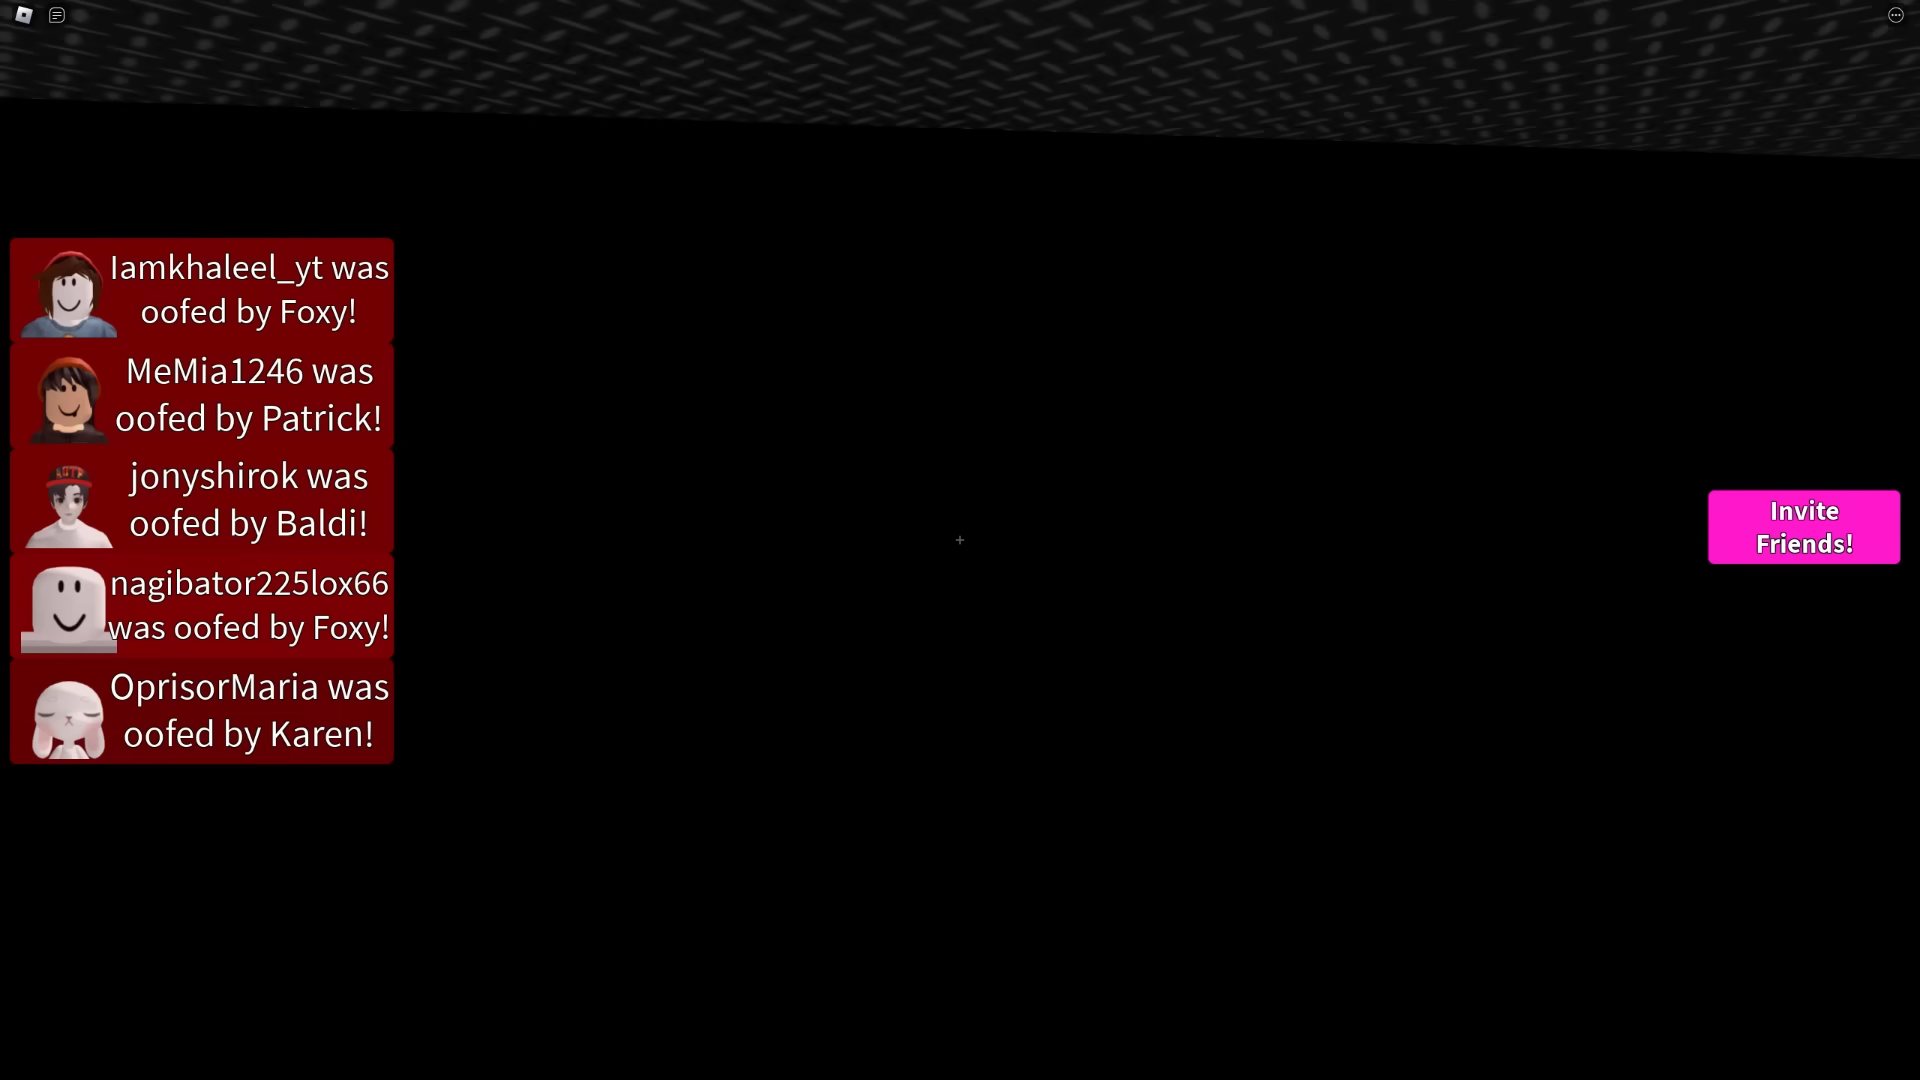 Iamkhaleel_yt was
oofed by Foxy!
MeMia1246 was
oofed by Patrick!
jonyshirok was
oofed by Baldi!
nagibator225lox66
was oofed by Foxy!
OprisorMaria was
oofed by Karen!
Invite
Friends!